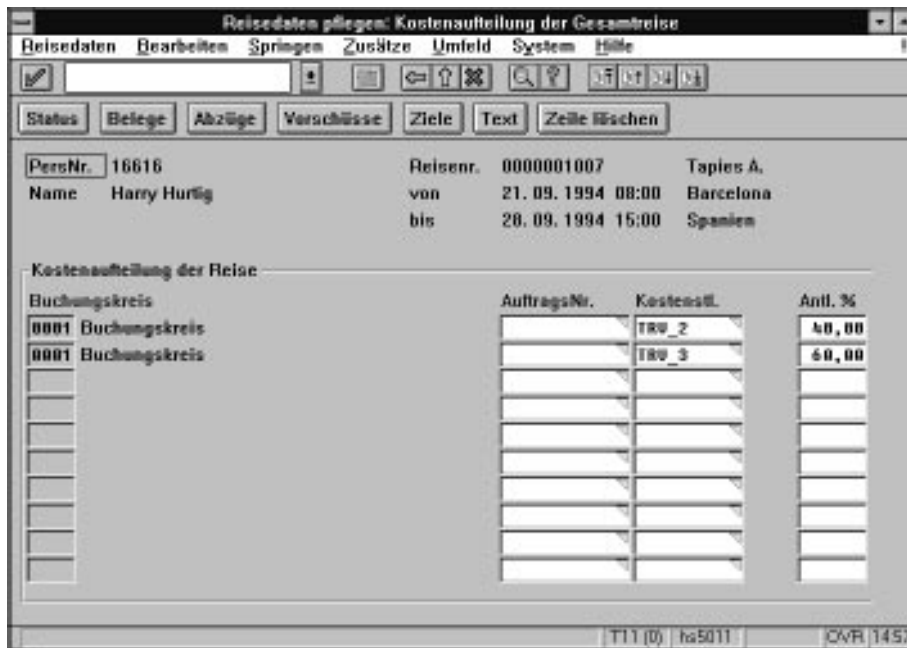 Reisedaten pflegen: Kostenaufteilung der Gesamtreise
Reisedaten Bearbeiten Springen Zusätze Umfeld System Hilfe
Status Belege Abzüge Vorschüsse Ziele Text Zeile löschen
PersNr. 16616 Reisenr. 0000001007 Tapies A.
Name Harry Hurtig von 21.09.1994 08:00 Barcelona
bis 28.09.1994 15:00 Spanien
Kostenaufteilung der Reise
Buchungskreis AuftragsNr. Kostenstl. Antl. %
0001 Buchungskreis TRV_2 40,00
0001 Buchungskreis TRV_3 60,00
T11 (0) hs5011 OVR 14:57